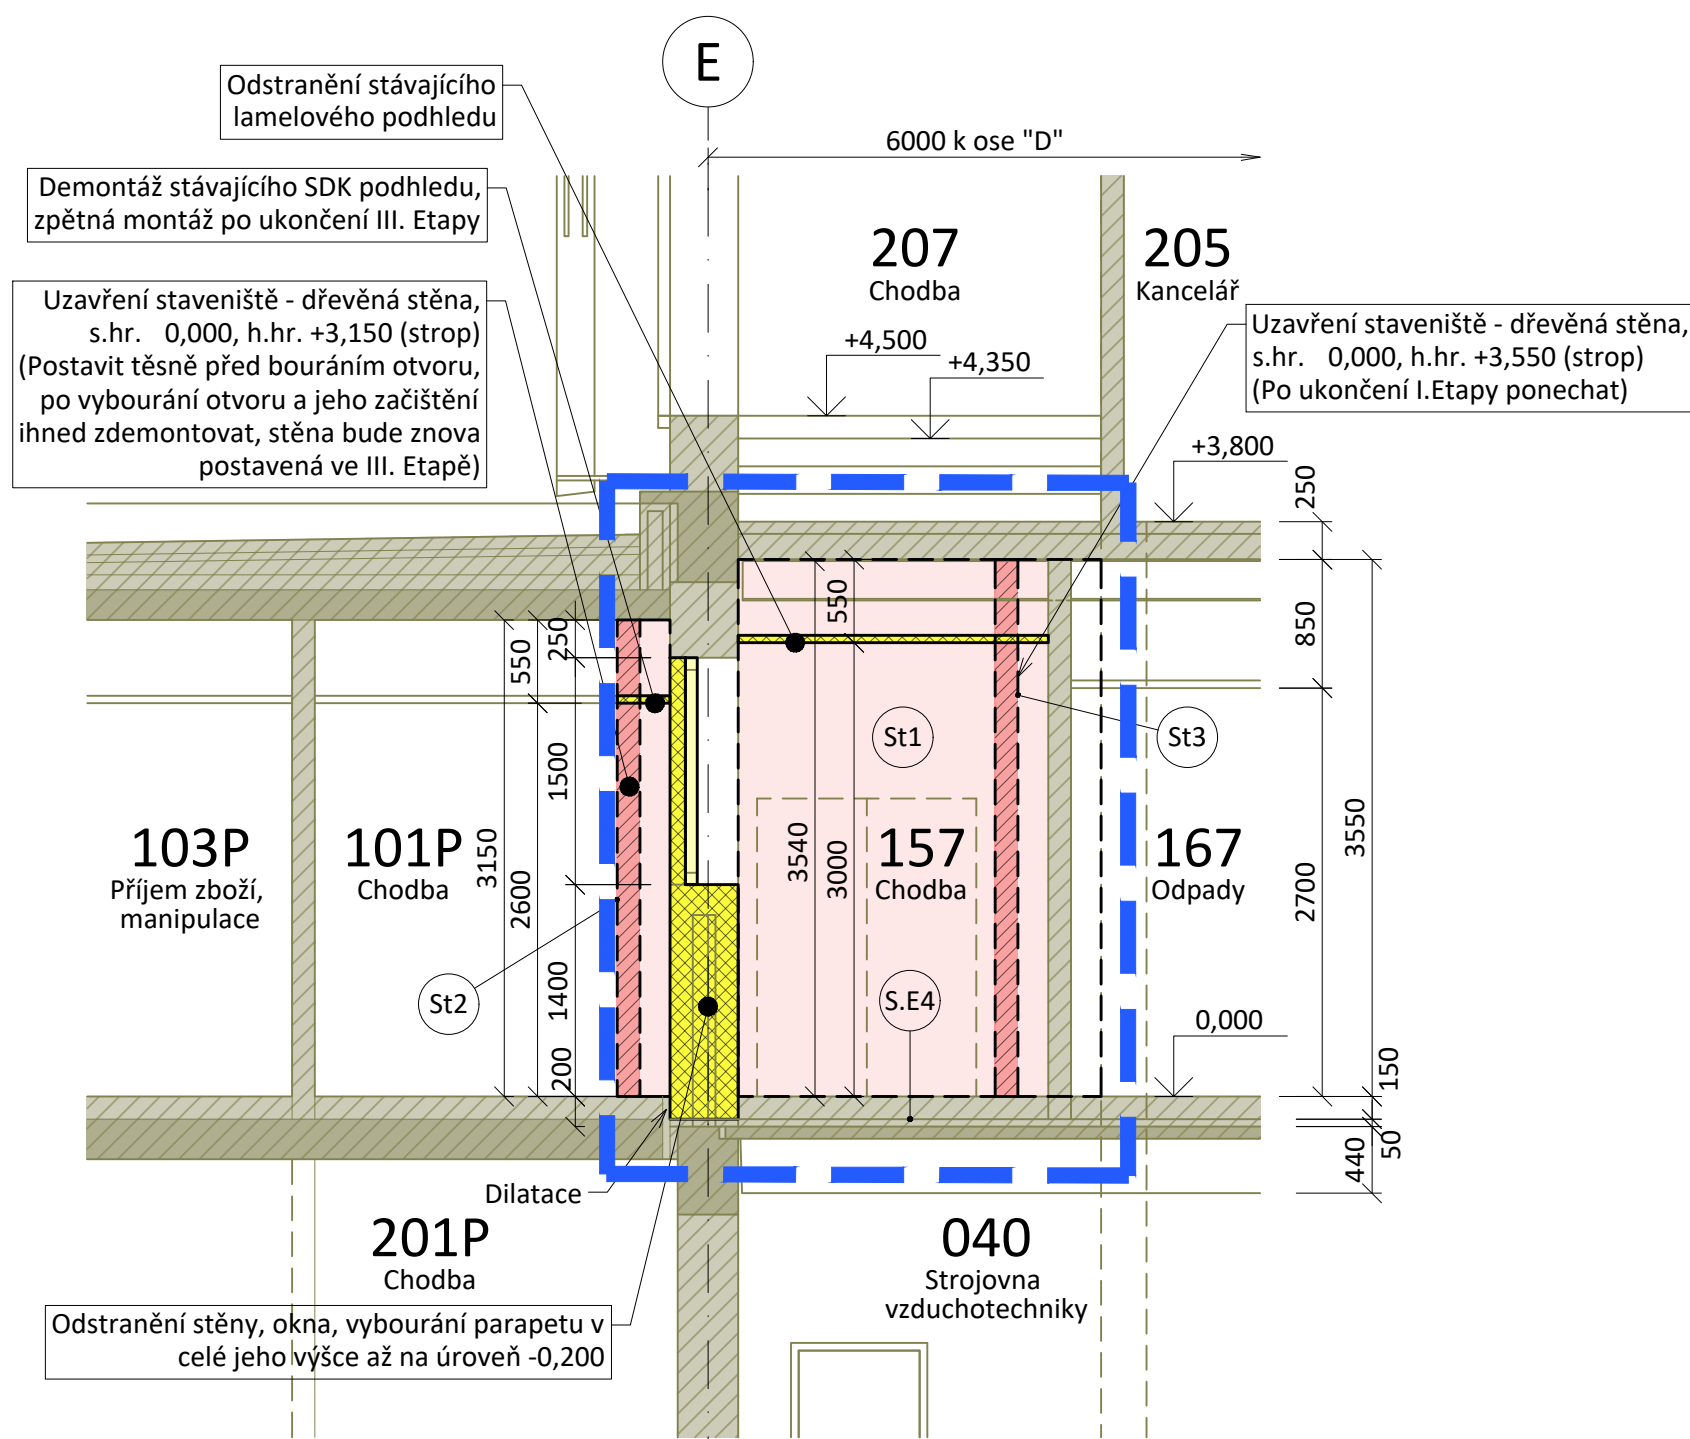 E
Odstranění stávajícího
lamelového podhledu
6000 k ose "D"
Demontáž stávajícího SDK podhledu,
zpětná montáž po ukončení III. Etapy
207
Chodba
205
Kancelář
Uzavření staveniště - dřevěná stěna,
s.hr. 0,000, h.hr. +3,150 (strop)
(Postavit těsně před bouráním otvoru,
po vybourání otvoru a jeho začištění
ihned zdemontovat, stěna bude znova
postavená ve III. Etapě)
Uzavření staveniště - dřevěná stěna,
s.hr. 0,000, h.hr. +3,550 (strop)
(Po ukončení I.Etapy ponechat)
+4,500
+4,350
+3,800
250
550
850
550
250
St1
St3
1500
3540
3000
3550
3150
2600
2700
103P
Příjem zboží,
manipulace
101P
Chodba
157
Chodba
167
Odpady
St2
1400
S.E4
0,000
200
150
50
440
Dilatace
201P
Chodba
040
Strojovna
vzduchotechniky
Odstranění stěny, okna, vybourání parapetu v
celé jeho výšce až na úroveň -0,200